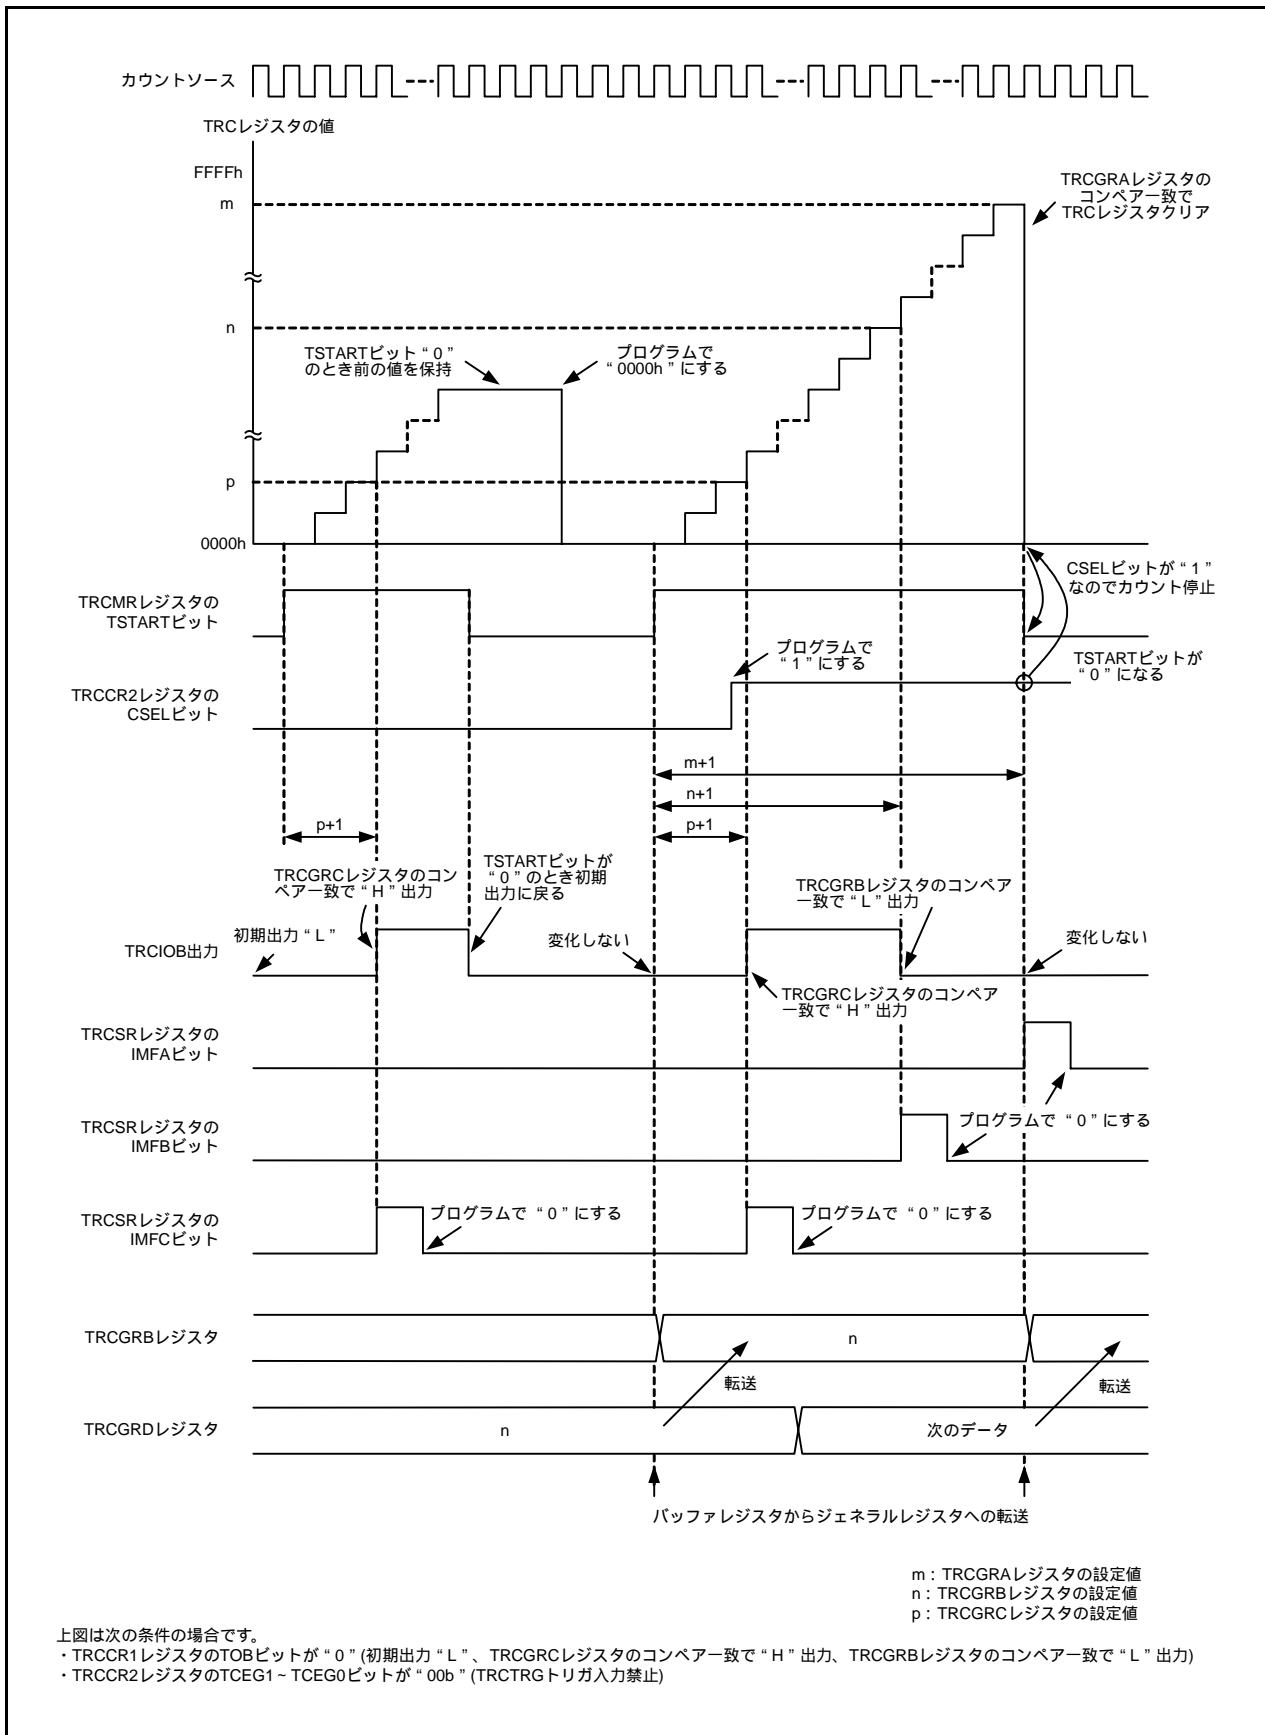 カウントソース
TRCレジスタの値
FFFFh
m
TRCGRAレジスタの
コンペア一致で
TRCレジスタクリア
n
TSTARTビット“0”
のとき前の値を保持
プログラムで
“0000h”にする
p
0000h
CSELビットが“1”
なのでカウント停止
TRCMRレジスタの
TSTARTビット
プログラムで
“1”にする
TSTARTビットが
“0”になる
TRCCR2レジスタの
CSELビット
m+1
n+1
p+1
p+1
TRCGRCレジスタのコン
ペア一致で“H”出力
TSTARTビットが
“0”のとき初期
出力に戻る
TRCGRBレジスタのコンペア
一致で“L”出力
初期出力“L”
変化しない
変化しない
TRCIOB出力
TRCGRCレジスタのコンペア
一致で“H”出力
TRCSRレジスタの
IMFAビット
プログラムで“0”にする
TRCSRレジスタの
IMFBビット
プログラムで“0”にする
プログラムで“0”にする
TRCSRレジスタの
IMFCビット
TRCGRBレジスタ
n
転送
転送
TRCGRDレジスタ
n
次のデータ
バッファレジスタからジェネラルレジスタへの転送
m：TRCGRAレジスタの設定値
n：TRCGRBレジスタの設定値
p：TRCGRCレジスタの設定値
上図は次の条件の場合です。
・TRCCR1レジスタのTOBビットが“0”(初期出力“L”、TRCGRCレジスタのコンペア一致で“H”出力、TRCGRBレジスタのコンペア一致で“L”出力)
・TRCCR2レジスタのTCEG1～TCEG0ビットが“00b”(TRCTRGトリガ入力禁止)